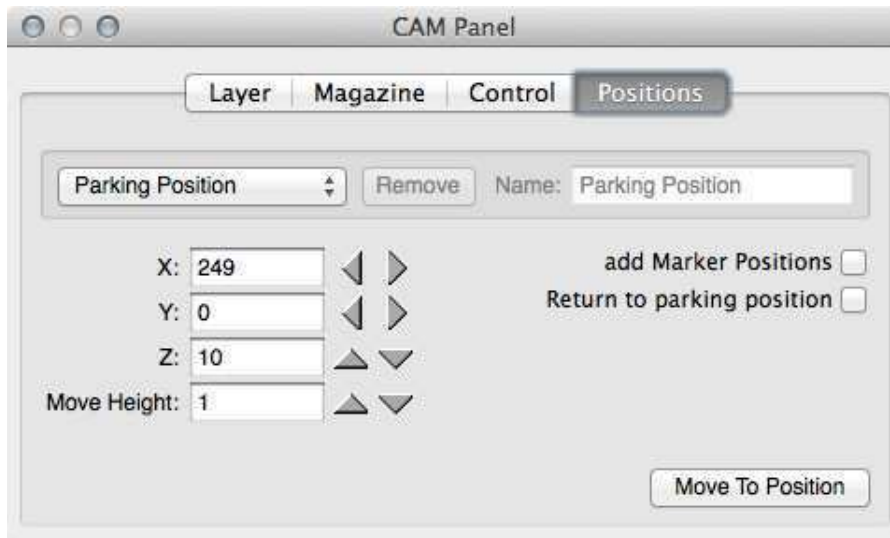 CAM Panel
Layer Magazine Control Positions
Parking Position Remove Name: Parking Position
X: 249
add Marker Positions
Y: 0
Return to parking position
Z: 10
Move Height: 1
Move To Position